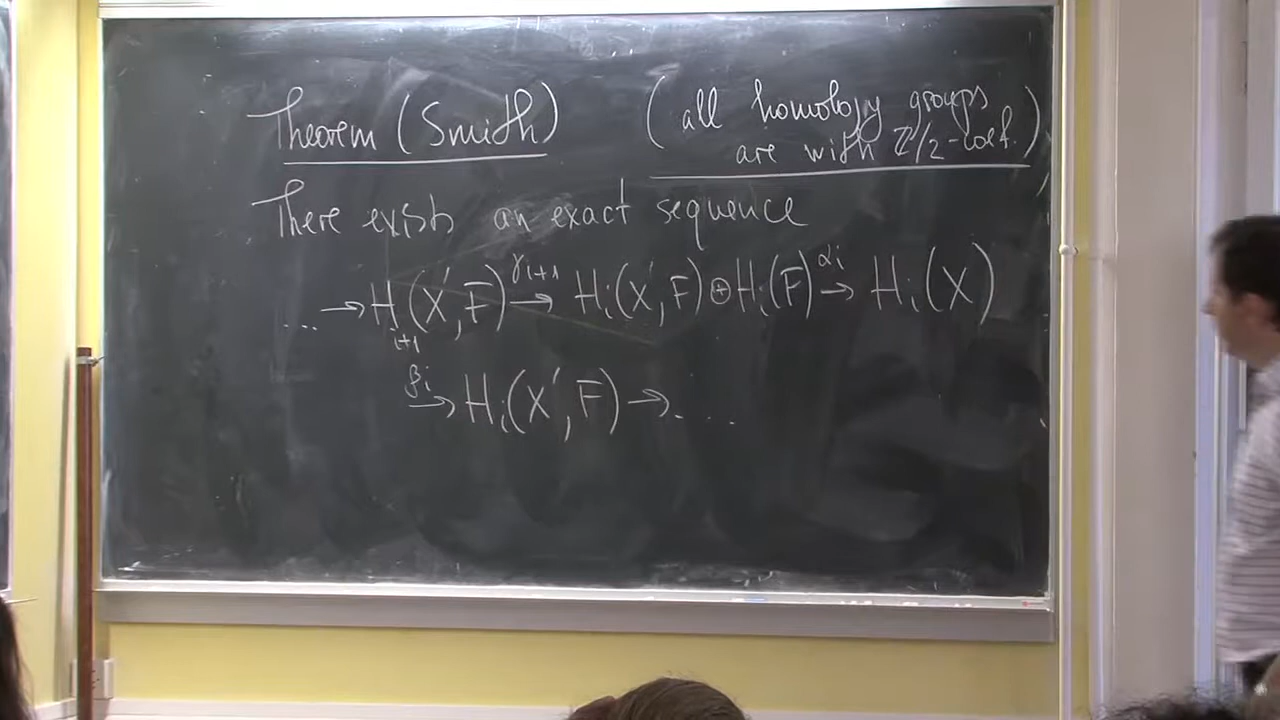 Theorem (Smith) (all homology groups
are with ℤ/2-coef.)
There exists an exact sequence
... → H_{i+1}(X', F) →^{γ_{i+1}} H_i(X', F) ⊕ H_i(F) →^{α_i} H_i(X)
→^{β_i} H_i(X', F) → ....